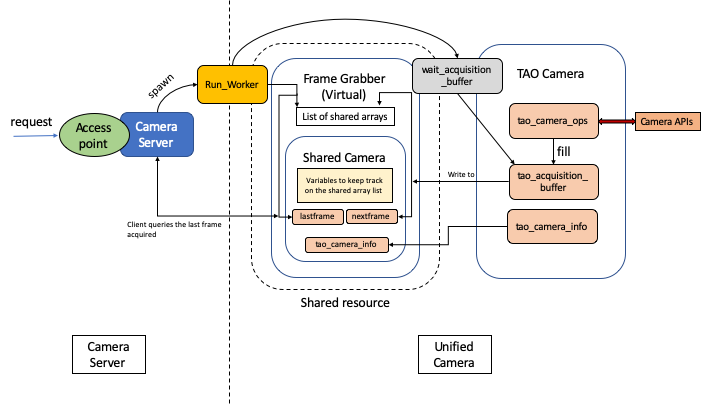 request
Access
point
Camera
Server
spawn
Run_Worker
Frame Grabber
(Virtual)
List of shared arrays
Shared Camera
Variables to keep track
on the shared array list
lastframe
nextframe
tao_camera_info
Client queries the last frame
acquired
Shared resource
wait_acquisition
_buffer
TAO Camera
tao_camera_ops
Camera APIs
fill
Write to
tao_acquisition_
buffer
tao_camera_info
Camera
Server
Unified
Camera